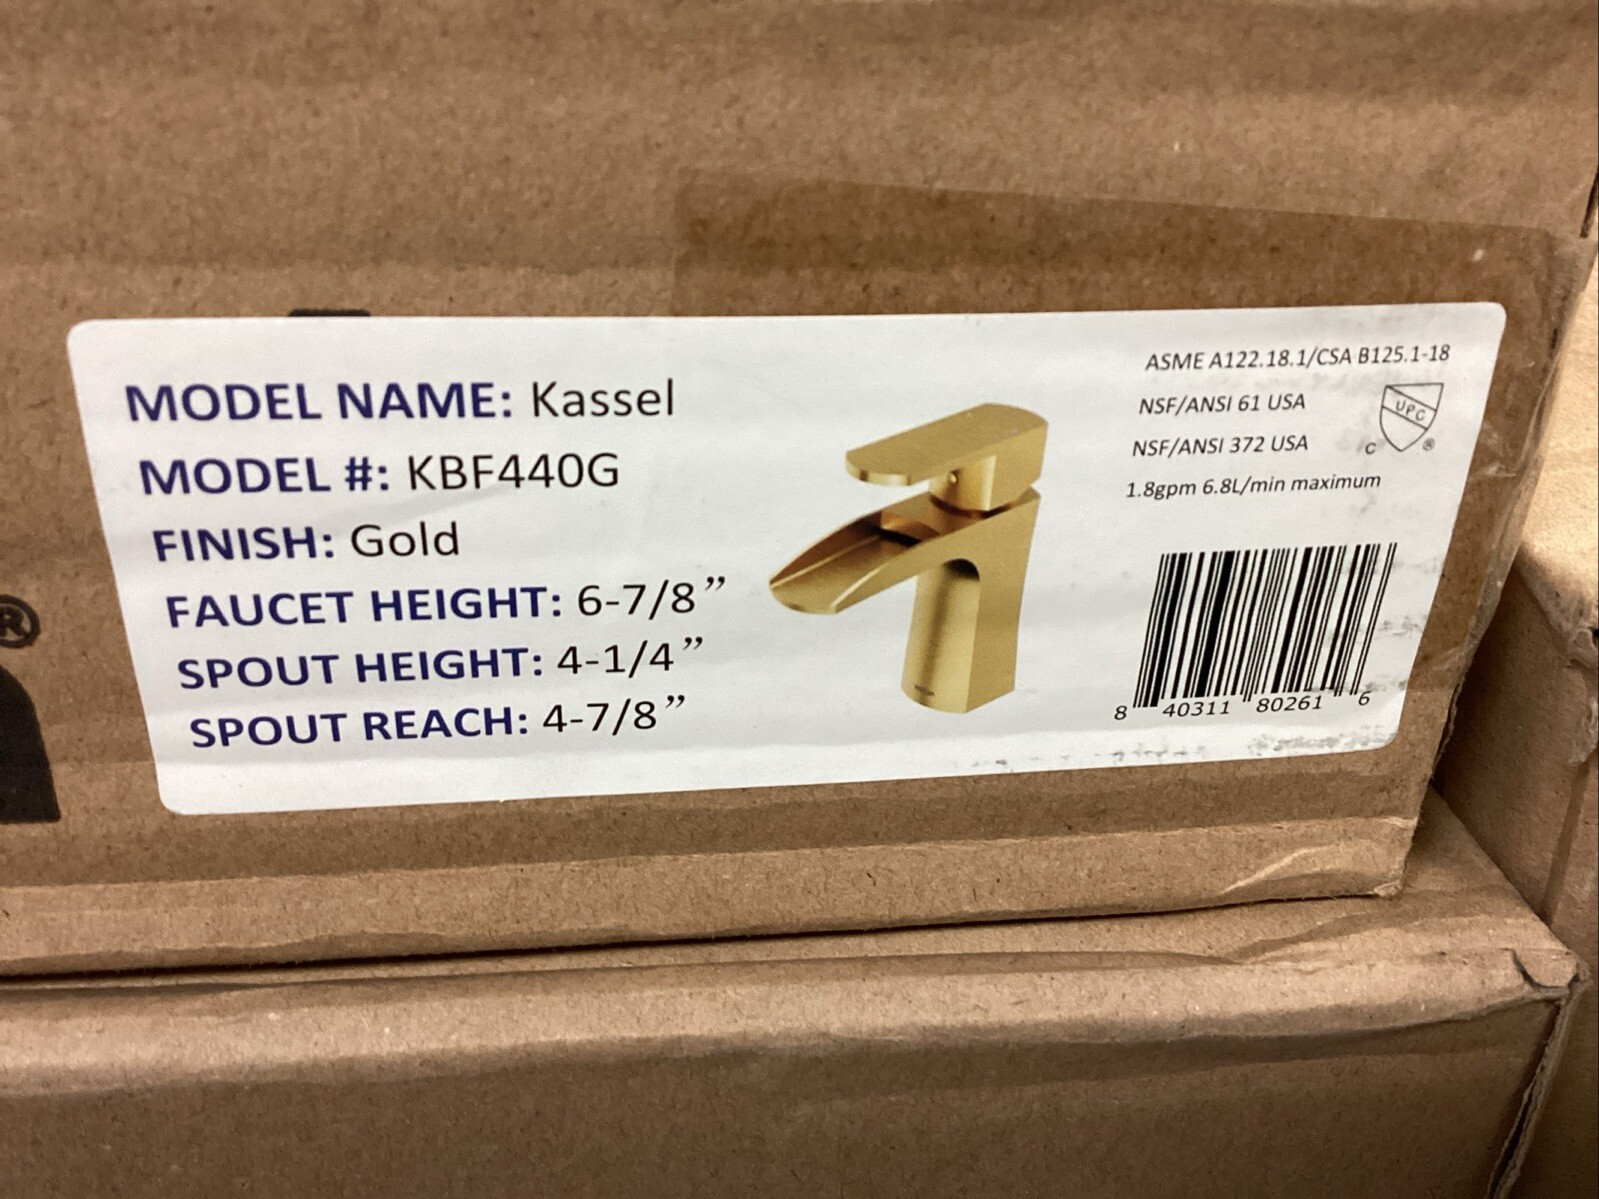 MODEL NAME: Kassel
MODEL #: KBF440G
FINISH: Gold
FAUCET HEIGHT: 6-7/8”
SPOUT HEIGHT: 4-1/4”
SPOUT REACH: 4-7/8”
ASME A122.18.1/CSA B125.1-18
NSF/ANSI 61 USA
NSF/ANSI 372 USA
1.8gpm 6.8L/min maximum
UPC
C ®
8 40311 80261 6
®